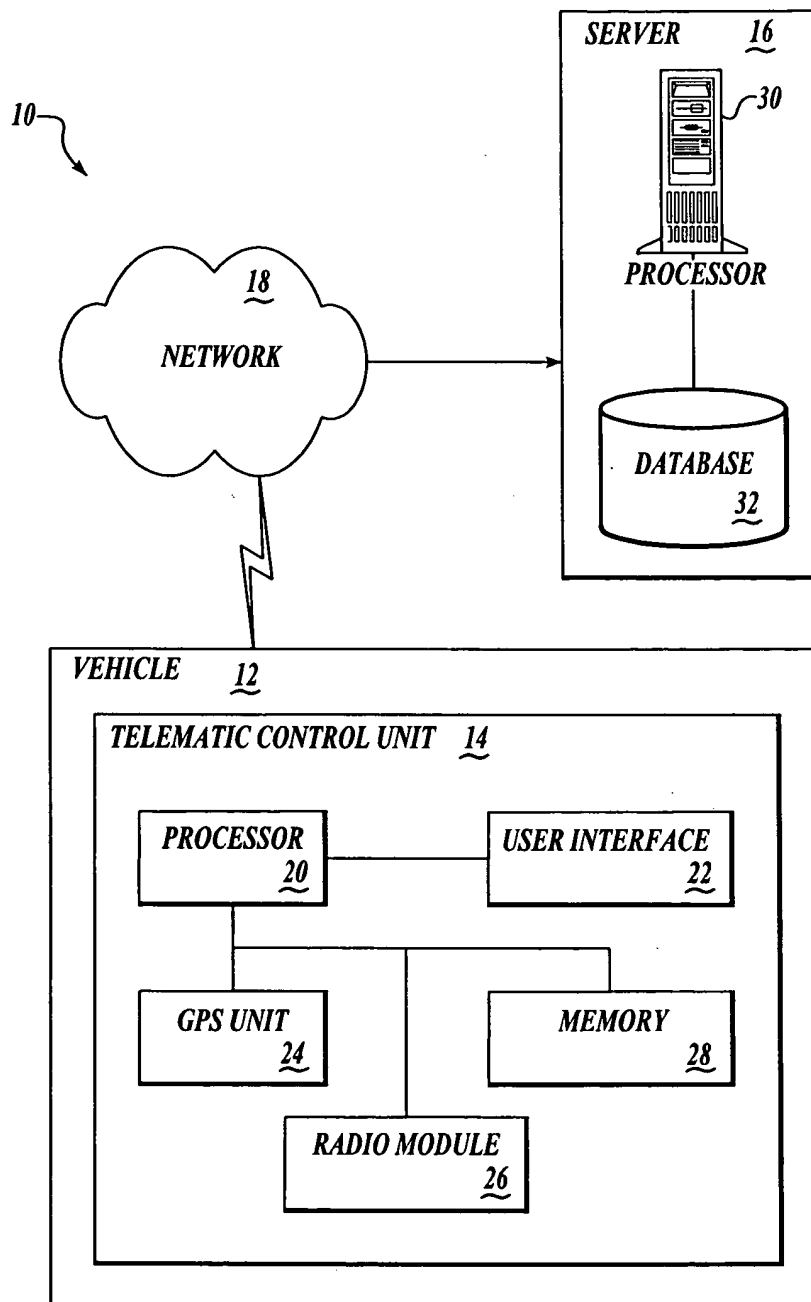 SERVER 16
30
PROCESSOR
DATABASE
32
10
18
NETWORK
VEHICLE 12
TELEMATIC CONTROL UNIT 14
PROCESSOR
20
USER INTERFACE
22
GPS UNIT
24
MEMORY
28
RADIO MODULE
26